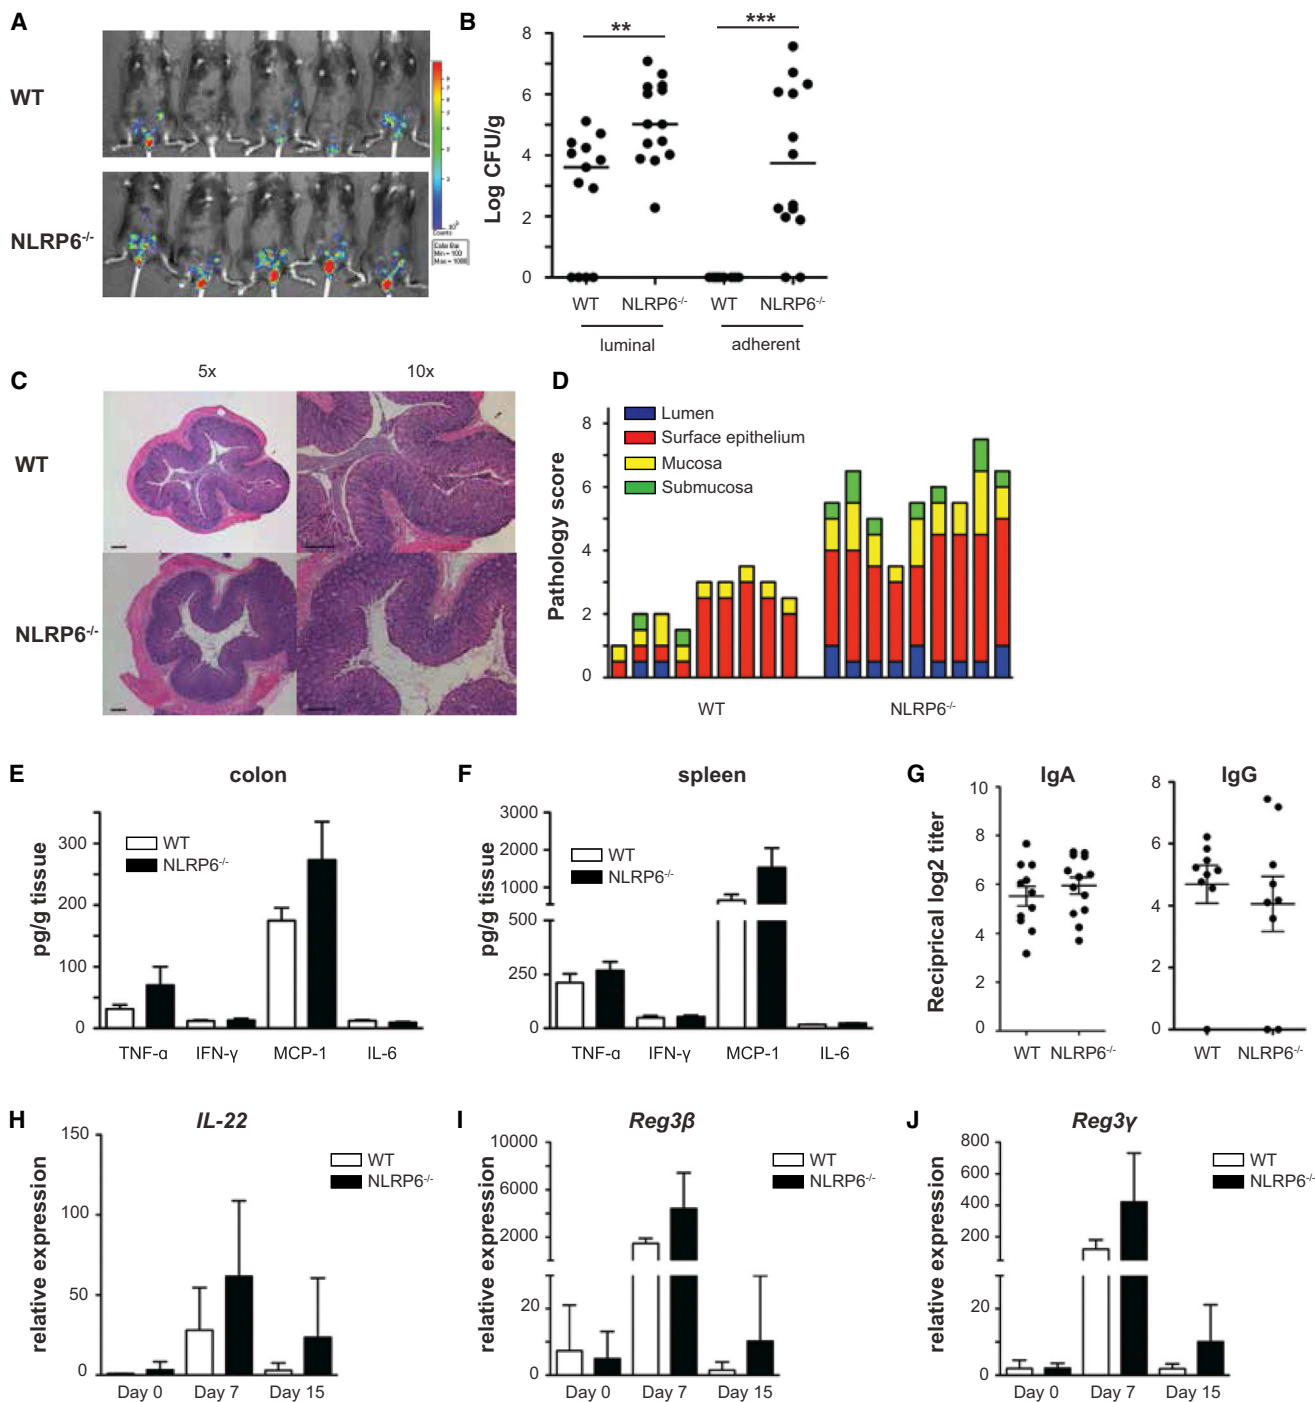 A
WT
NLRP6-/-
Counts
Color Bar
Min = 100
B
**
***
Log CFU/g
8
6
4
2
0
WT
NLRP6-/-
WT
NLRP6-/-
luminal
adherent
C
5x
10x
WT
NLRP6-/-
D
Lumen
Surface epithelium
Mucosa
Submucosa
Pathology score
8
6
4
2
0
WT
NLRP6-/-
E
colon
WT
NLRP6-/-
pg/g tissue
300
200
100
0
TNF-α
IFN-γ
MCP-1
IL-6
F
spleen
WT
NLRP6-/-
pg/g tissue
3000
2000
1000
500
250
0
TNF-α
IFN-γ
MCP-1
IL-6
G
IgA
Reciprical log2 titer
10
8
6
4
2
0
WT
NLRP6-/-
IgG
8
6
4
2
0
WT
NLRP6-/-
H
IL-22
WT
NLRP6-/-
relative expression
150
100
50
0
Day 0
Day 7
Day 15
I
Reg3β
WT
NLRP6-/-
relative expression
10000
6000
2000
20
0
Day 0
Day 7
Day 15
J
Reg3γ
WT
NLRP6-/-
relative expression
800
600
400
200
20
10
0
Day 0
Day 7
Day 15